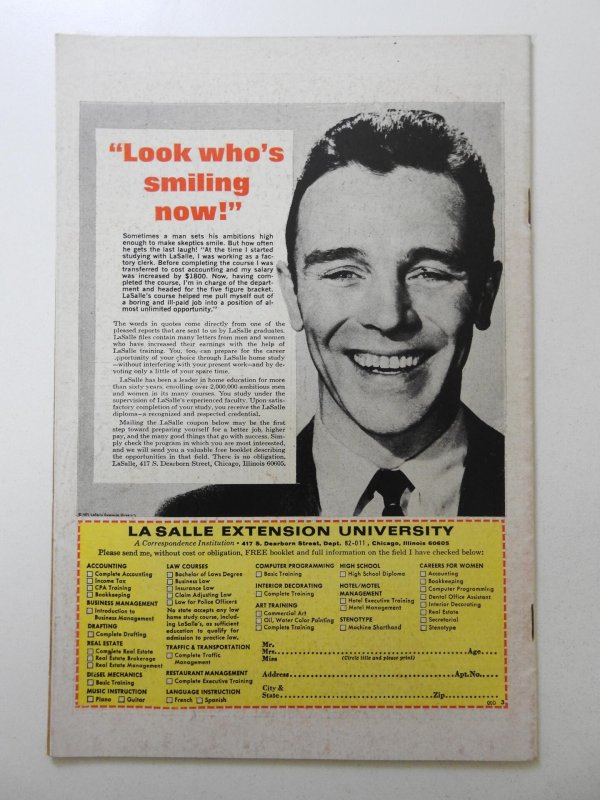 “Look who’s
smiling
now!”
Sometimes a man sets his ambitions high
enough to make skeptics smile. But how often
he gets the last laugh! “At the time I started
studying with LaSalle, I was working as a fac-
tory clerk. Before completing the course I was
transferred to cost accounting and my salary
was increased by $1800. Now, having com-
pleted the course, I’m in charge of the depart-
ment and headed for the five figure bracket.
LaSalle’s course helped me pull myself out of
a boring and ill-paid job into a position of al-
most unlimited opportunity.”
The words in quotes come directly from one of the
pleased reports that are sent to us by LaSalle graduates.
LaSalle files contain many letters from men and women
who have increased their earnings with the help of
LaSalle training. You, too, can prepare for the career
opportunity of your choice through LaSalle home study
—without interfering with your present work—and by de-
voting only a little of your spare time.
LaSalle has been a leader in home education for more
than sixty years, enrolling over 2,000,000 ambitious men
and women in its many courses. You study under the
supervision of LaSalle’s experienced faculty. Upon satis-
factory completion of your study, you receive the LaSalle
diploma—a recognized and respected credential.
Mailing the LaSalle coupon below may be the first
step toward preparing yourself for a better job, higher
pay, and the many good things that go with success. Sim-
ply check the program in which you are most interested,
and we will send you a valuable free booklet describing
the opportunities in that field. There is no obligation.
LaSalle, 417 S. Dearborn Street, Chicago, Illinois 60605.
LaSalle Extension University
LA SALLE EXTENSION UNIVERSITY
A Correspondence Institution • 417 S. Dearborn Street, Dept. 82-011, Chicago, Illinois 60605
Please send me, without cost or obligation, FREE booklet and full information on the field I have checked below:
ACCOUNTING
Complete Accounting
Income Tax
CPA Training
Bookkeeping
BUSINESS MANAGEMENT
Introduction to
Business Management
DRAFTING
Complete Drafting
REAL ESTATE
Complete Real Estate
Real Estate Brokerage
Real Estate Management
DIESEL MECHANICS
Basic Training
MUSIC INSTRUCTION
Piano Guitar
LAW COURSES
Bachelor of Laws Degree
Business Law
Insurance Law
Claim Adjusting Law
Law for Police Officers
No state accepts any law
home study course, includ-
ing LaSalle’s, as sufficient
education to qualify for
admission to practice law.
TRAFFIC & TRANSPORTATION
Complete Traffic
Management
RESTAURANT MANAGEMENT
Complete Executive Training
LANGUAGE INSTRUCTION
French Spanish
COMPUTER PROGRAMMING
Basic Training
INTERIOR DECORATING
Complete Training
ART TRAINING
Commercial Art
Oil, Water Color Painting
Complete Training
HIGH SCHOOL
High School Diploma
HOTEL/MOTEL
MANAGEMENT
Hotel Executive Training
Motel Management
STENOTYPE
Machine Shorthand
CAREERS FOR WOMEN
Accounting
Bookkeeping
Computer Programming
Dental Office Assistant
Interior Decorating
Real Estate
Secretarial
Stenotype
Mr.
Mrs. Age
Miss (Circle title and please print)
Address Apt.No.
City &
State Zip
3